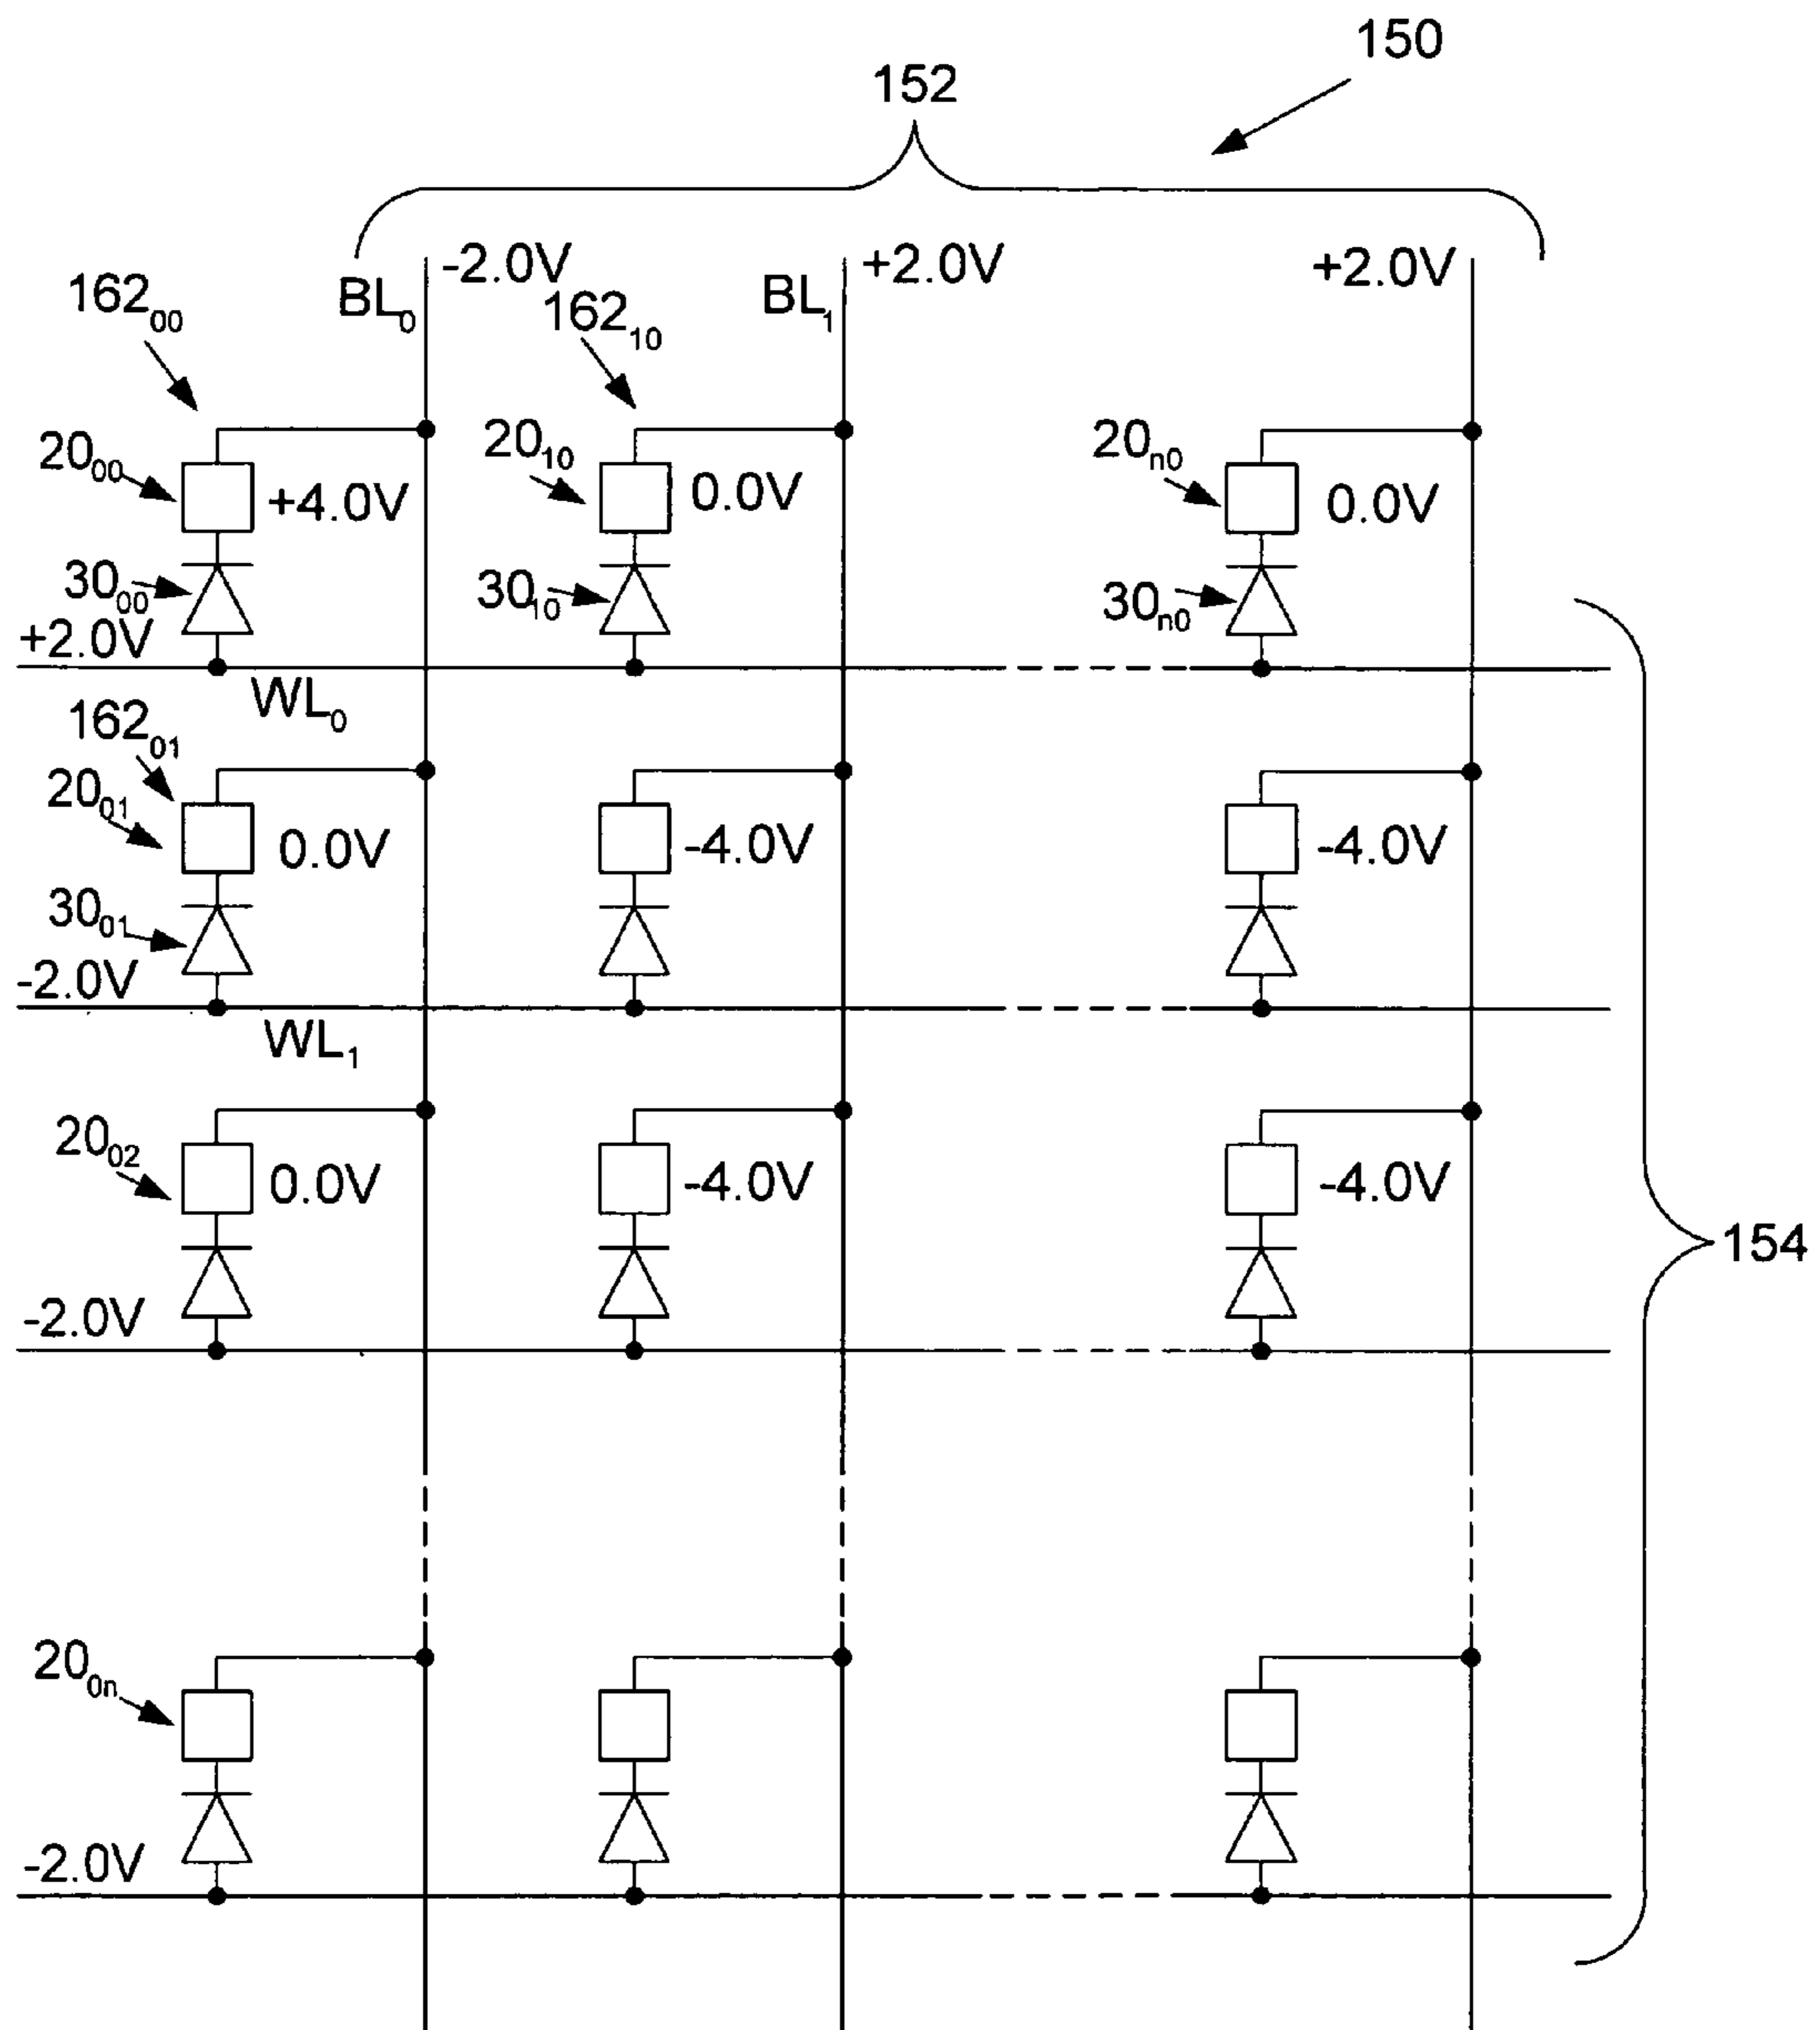 150
152
-2.0V
+2.0V
+2.0V
162₀₀
BL₀
162₁₀
BL₁
20₀₀
+4.0V
20₁₀
0.0V
20ₙ₀
0.0V
30₀₀
30₁₀
30ₙ₀
+2.0V
WL₀
162₀₁
20₀₁
0.0V
-4.0V
-4.0V
30₀₁
-2.0V
WL₁
20₀₂
0.0V
-4.0V
-4.0V
154
-2.0V
20₀ₙ
-2.0V